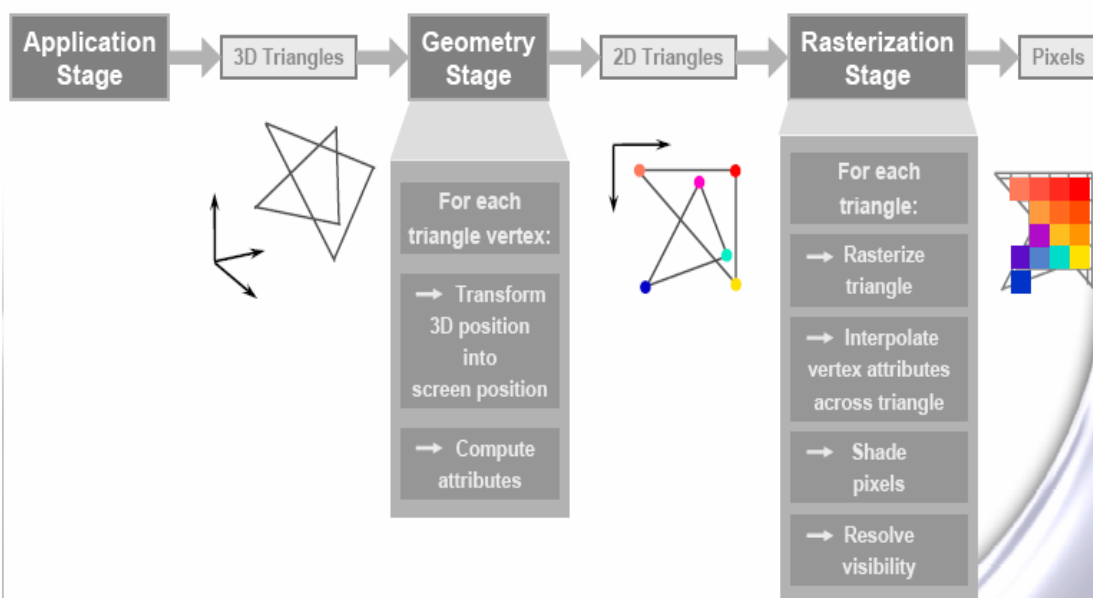 Application
Stage
3D Triangles
Geometry
Stage
2D Triangles
Rasterization
Stage
Pixels
For each
triangle vertex:
Transform
3D position
into
screen position
Compute
attributes
For each
triangle:
Rasterize
triangle
Interpolate
vertex attributes
across triangle
Shade
pixels
Resolve
visibility